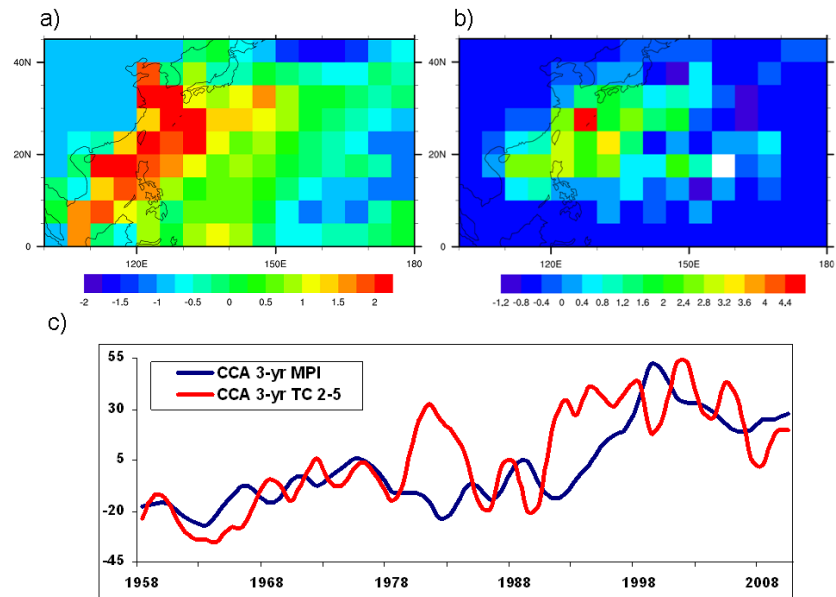 a)
b)
40N
20N
0
120E 150E
40N
20N
0
120E 150E 180
-2 -1.5 -1 -0.5 0 0.5 1 1.5 2
-1.2 -0.8 -0.4 0 0.4 0.8 1.2 1.6 2 2.4 2.8 3.2 3.6 4 4.4
c)
CCA 3-yr MPI
CCA 3-yr TC 2-5
55
30
5
-20
-45
1958 1968 1978 1988 1998 2008